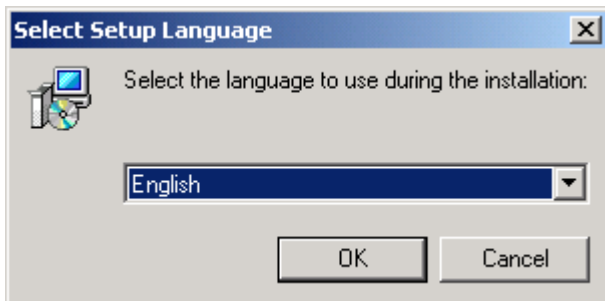 Select Setup Language
Select the language to use during the installation:
English
OK
Cancel